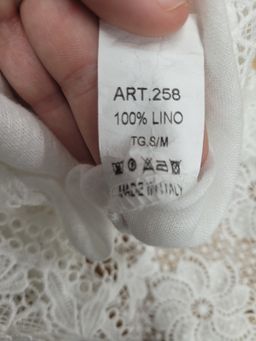 ART.258
100% LINO
TG.S/M
MADE IN ITALY